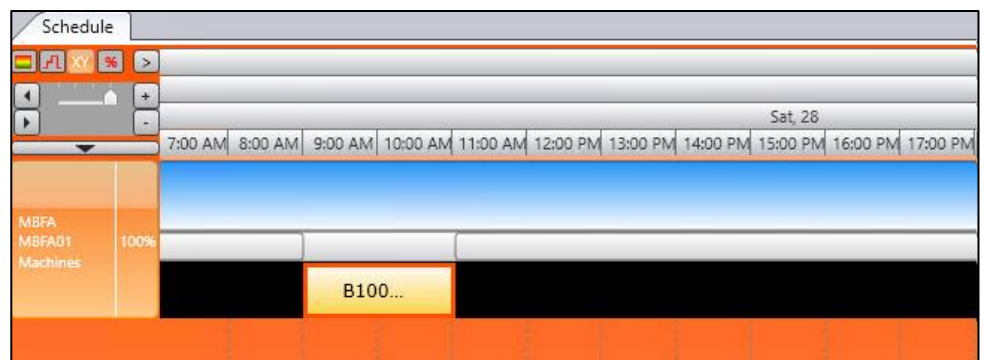 Schedule
XY % >
+
-
Sat, 28
7:00 AM 8:00 AM 9:00 AM 10:00 AM 11:00 AM 12:00 PM 13:00 PM 14:00 PM 15:00 PM 16:00 PM 17:00 PM
MBFA
MBFA01 100%
Machines
B100...